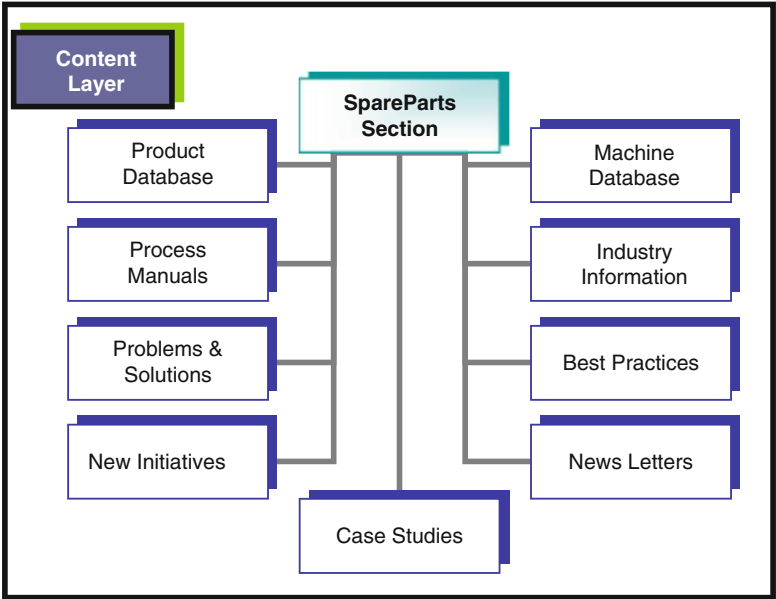 Content
Layer
SpareParts
Section
Product
Database
Machine
Database
Process
Manuals
Industry
Information
Problems &
Solutions
Best Practices
New Initiatives
News Letters
Case Studies